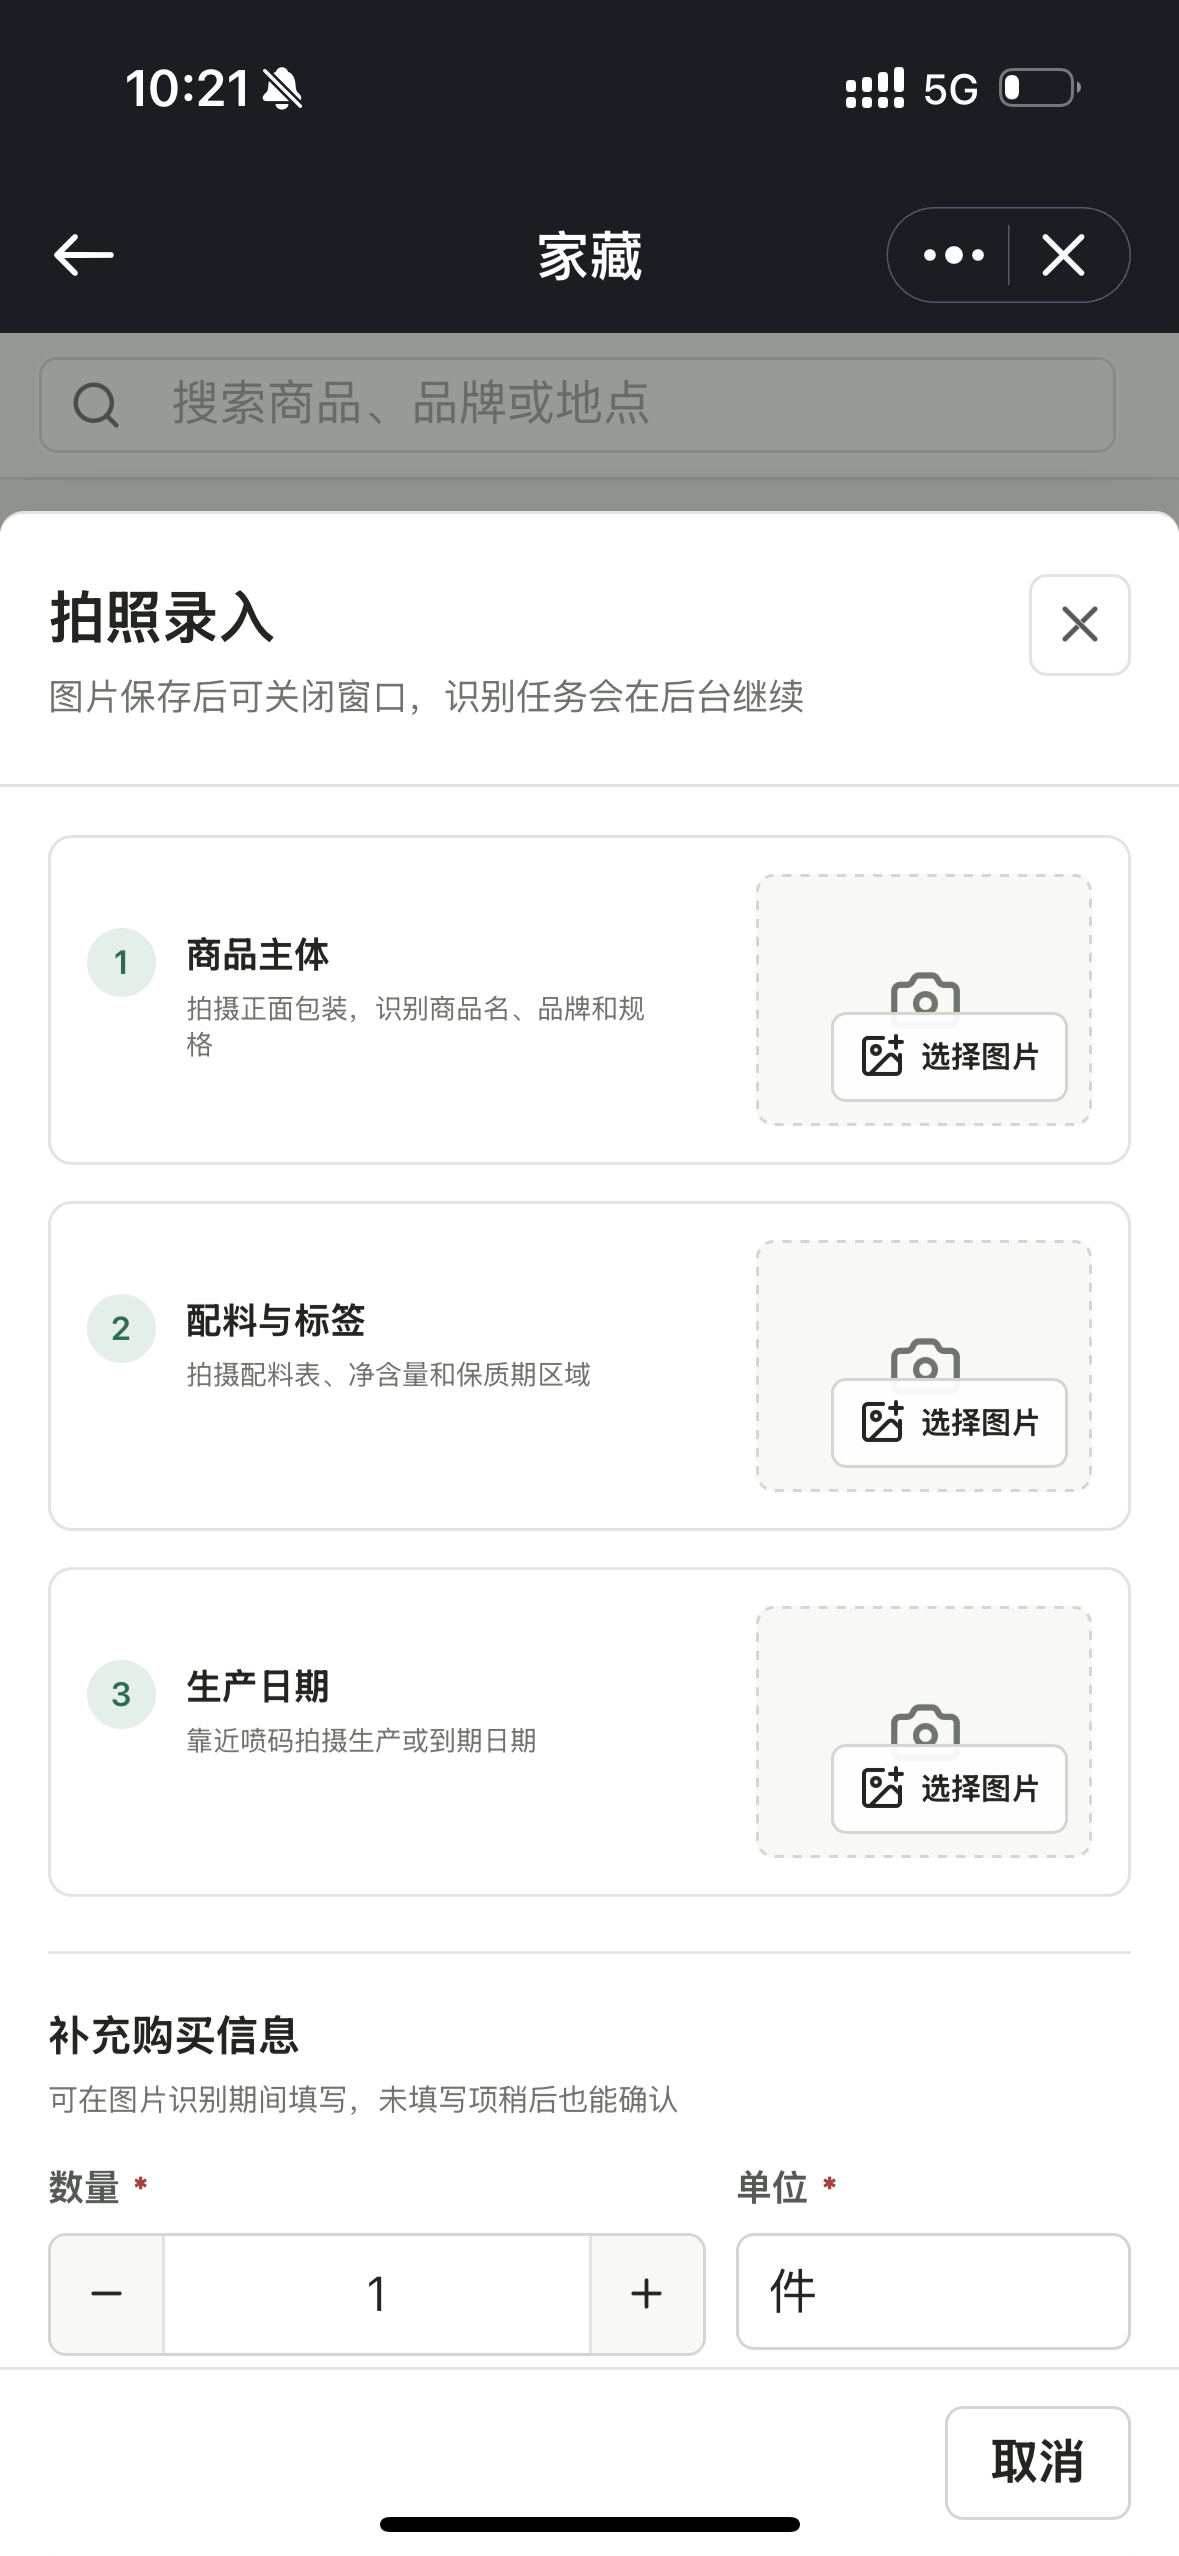 10:21
5G
家藏
搜索商品、品牌或地点
拍照录入
图片保存后可关闭窗口，识别任务会在后台继续
1
商品主体
拍摄正面包装，识别商品名、品牌和规
格
选择图片
2
配料与标签
拍摄配料表、净含量和保质期区域
选择图片
3
生产日期
靠近喷码拍摄生产或到期日期
选择图片
补充购买信息
可在图片识别期间填写，未填写项稍后也能确认
数量 *
单位 *
1
件
取消